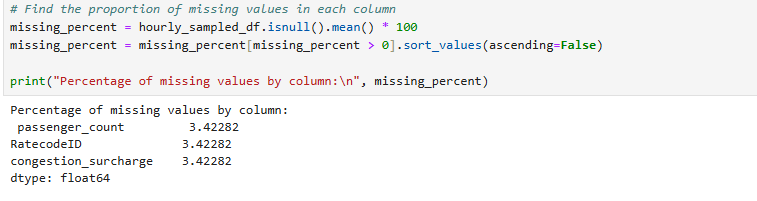 # Find the proportion of missing values in each column
missing_percent = hourly_sampled_df.isnull().mean() * 100
missing_percent = missing_percent[missing_percent > 0].sort_values(ascending=False)
print("Percentage of missing values by column:\n", missing_percent)
Percentage of missing values by column:
 passenger_count         3.42282
RatecodeID              3.42282
congestion_surcharge    3.42282
dtype: float64